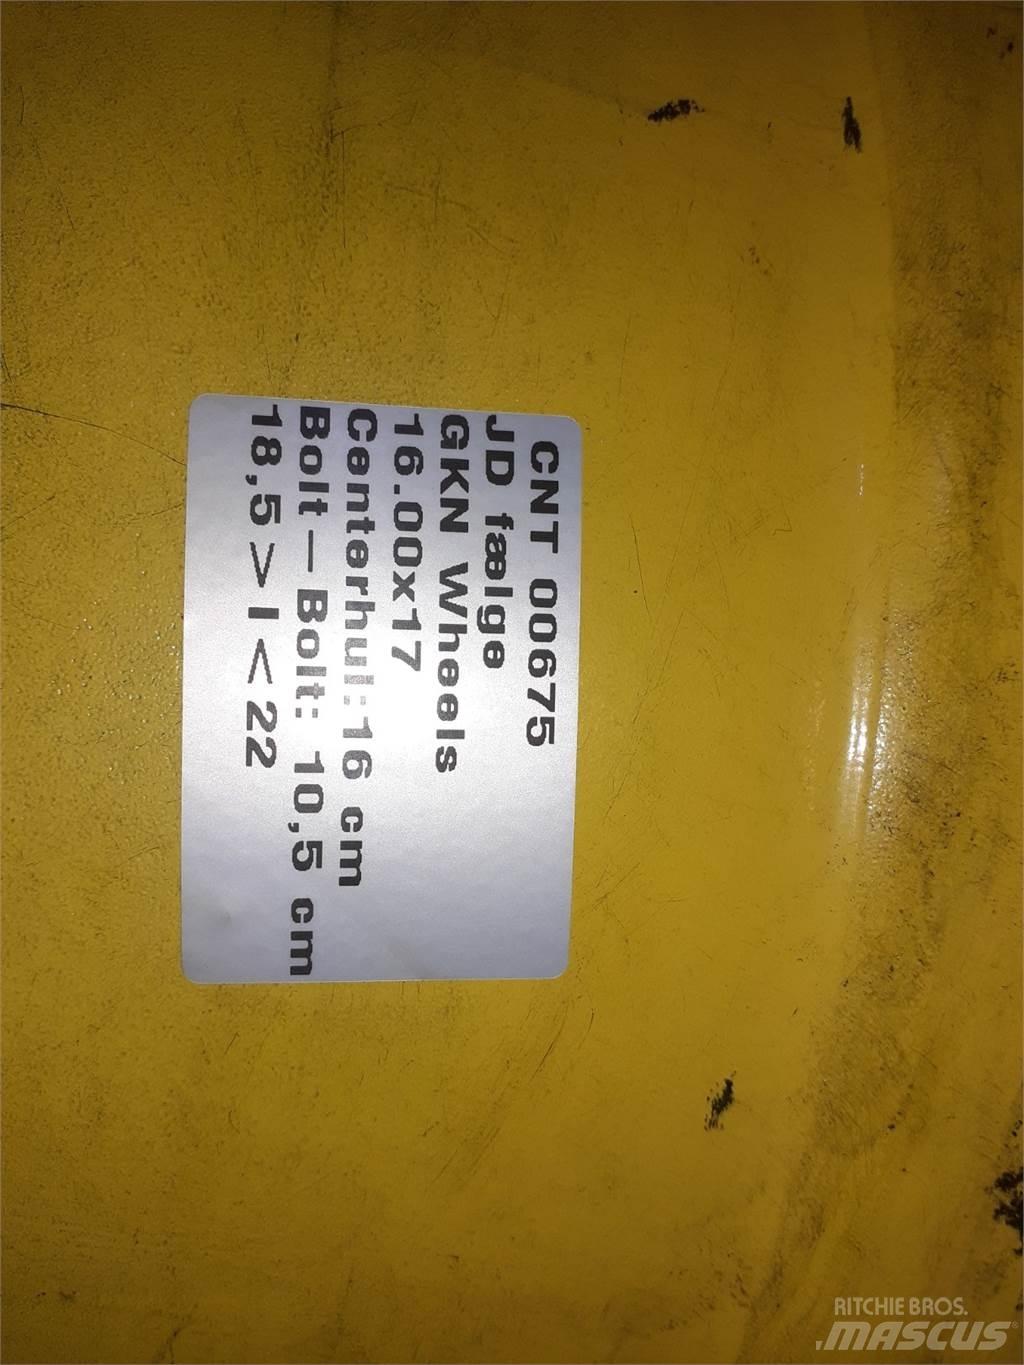 CNT 00675
JD fælge
GKN Wheels
16.00x17
Centerhul:16 cm
Bolt–Bolt: 10,5 cm
18,5>I<22
RITCHIE BROS.
MASCUS